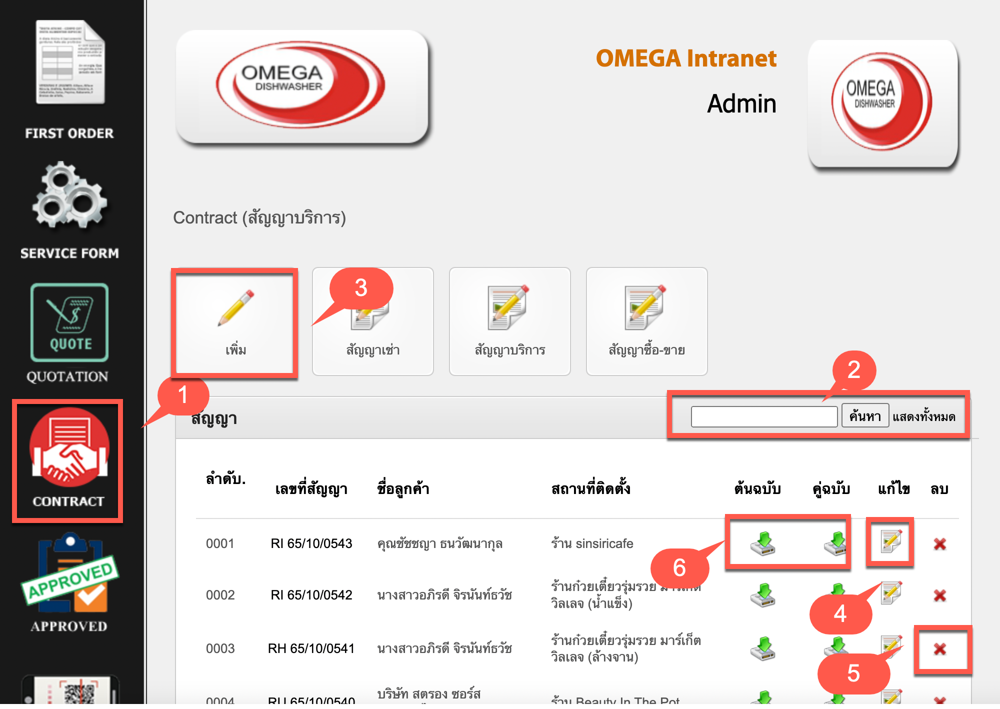 FIRST ORDER
SERVICE FORM
QUOTE
QUOTATION
CONTRACT
APPROVED
APPROVED
OMEGA
DISHWASHER
OMEGA Intranet
Admin
OMEGA
DISHWASHER
Contract (สัญญาบริการ)
เพิ่ม
3
สัญญาเช่า
สัญญาบริการ
สัญญาซื้อ-ขาย
1
2
สัญญา
ค้นหา แสดงทั้งหมด
ลำดับ. เลขที่สัญญา ชื่อลูกค้า สถานที่ติดตั้ง ต้นฉบับ คู่ฉบับ แก้ไข ลบ
0001 RI 65/10/0543 คุณชัชชญา ธนวัฒนากุล ร้าน sinsiricafe
6
0002 RI 65/10/0542 นางสาวอภิรดี จิรนันท์ธวัช ร้านก๋วยเตี๋ยวรุ่มรวย มาร์เก็ต
วิลเลจ (น้ำแข็ง)
4
0003 RH 65/10/0541 นางสาวอภิรดี จิรนันท์ธวัช ร้านก๋วยเตี๋ยวรุ่มรวย มาร์เก็ต
วิลเลจ (ล้างจาน)
5
บริษัท สตรอง ซอร์ส
0004 RU 65/10/0540 ร้าน Beauty In The Pot